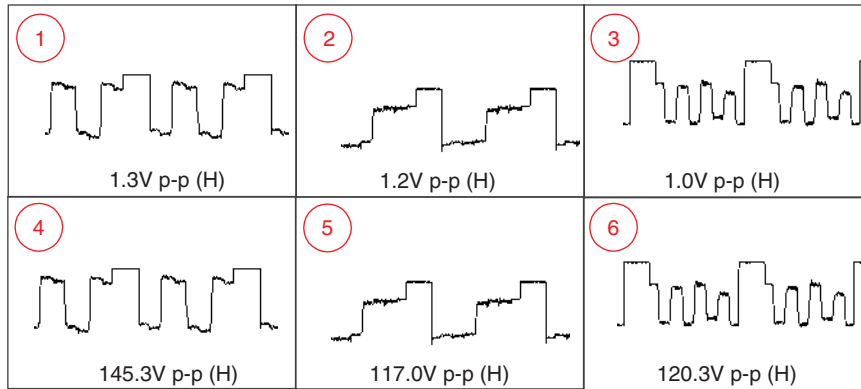 1
2
3
1.3V p-p (H)
1.2V p-p (H)
1.0V p-p (H)
4
5
6
145.3V p-p (H)
117.0V p-p (H)
120.3V p-p (H)